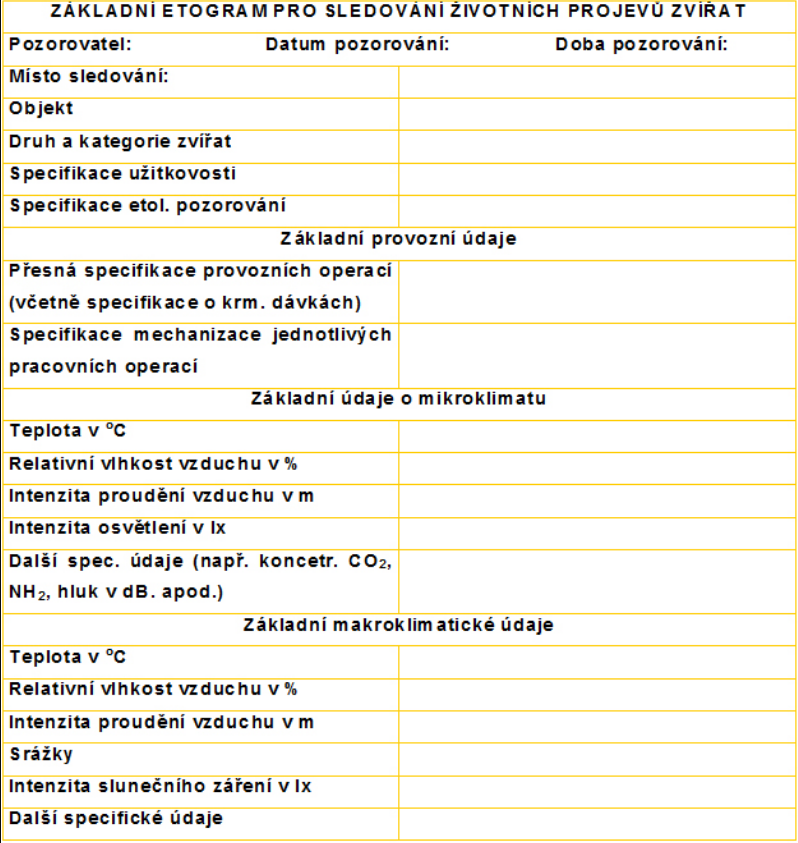 ZÁKLADNÍ ETOGRAM PRO SLEDOVÁNÍ ŽIVOTNÍCH PROJEVŮ ZVÍŘAT
Pozorovatel: Datum pozorování: Doba pozorování:
Místo sledování:
Objekt
Druh a kategorie zvířat
Specifikace užitkovosti
Specifikace etol. pozorování
Základní provozní údaje
Přesná specifikace provozních operací
(včetně specifikace o krm. dávkách)
Specifikace mechanizace jednotlivých
pracovních operací
Základní údaje o mikroklimatu
Teplota v °C
Relativní vlhkost vzduchu v %
Intenzita proudění vzduchu v m
Intenzita osvětlení v lx
Další spec. údaje (např. koncetr. CO₂,
NH₂, hluk v dB. apod.)
Základní makroklimatické údaje
Teplota v °C
Relativní vlhkost vzduchu v %
Intenzita proudění vzduchu v m
Srážky
Intenzita slunečního záření v lx
Další specifické údaje